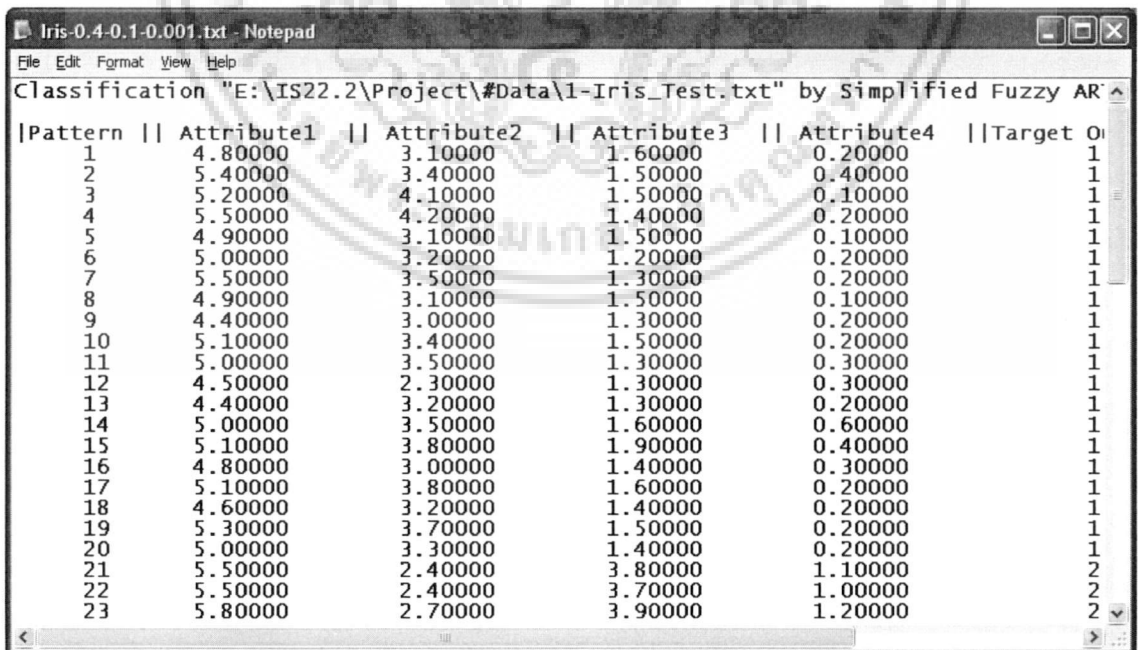 Iris-0.4-0.1-0.001.txt - Notepad
File Edit Format View Help
Classification "E:\IS22.2\Project\#Data\1-Iris_Test.txt" by Simplified Fuzzy AR
|Pattern || Attribute1 || Attribute2 || Attribute3 || Attribute4 ||Target O
1 4.80000 3.10000 1.60000 0.20000 1
2 5.40000 3.40000 1.50000 0.40000 1
3 5.20000 4.10000 1.50000 0.10000 1
4 5.50000 4.20000 1.40000 0.20000 1
5 4.90000 3.10000 1.50000 0.10000 1
6 5.00000 3.20000 1.20000 0.20000 1
7 5.50000 3.50000 1.30000 0.20000 1
8 4.90000 3.10000 1.50000 0.10000 1
9 4.40000 3.00000 1.30000 0.20000 1
10 5.10000 3.40000 1.50000 0.20000 1
11 5.00000 3.50000 1.30000 0.30000 1
12 4.50000 2.30000 1.30000 0.30000 1
13 4.40000 3.20000 1.30000 0.20000 1
14 5.00000 3.50000 1.60000 0.60000 1
15 5.10000 3.80000 1.90000 0.40000 1
16 4.80000 3.00000 1.40000 0.30000 1
17 5.10000 3.80000 1.60000 0.20000 1
18 4.60000 3.20000 1.40000 0.20000 1
19 5.30000 3.70000 1.50000 0.20000 1
20 5.00000 3.30000 1.40000 0.20000 1
21 5.50000 2.40000 3.80000 1.10000 2
22 5.50000 2.40000 3.70000 1.00000 2
23 5.80000 2.70000 3.90000 1.20000 2